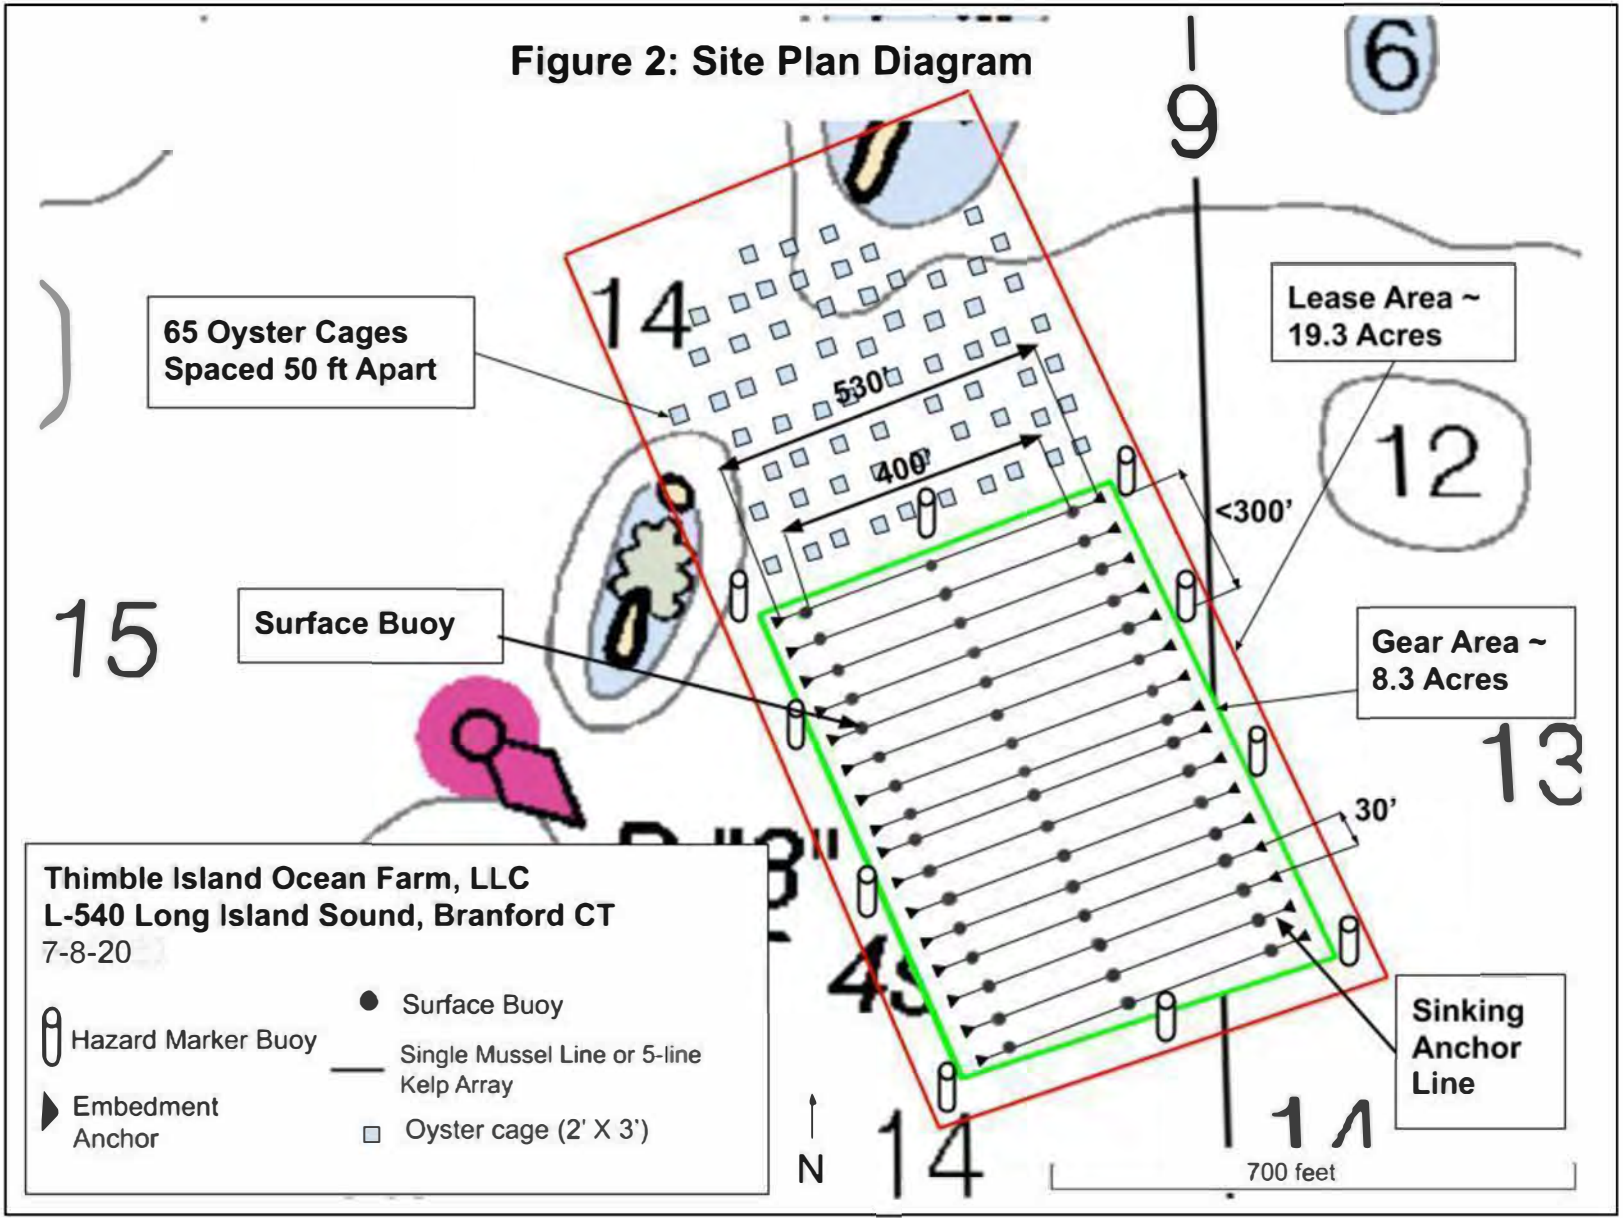 Figure 2: Site Plan Diagram
6
9
14
65 Oyster Cages
Spaced 50 ft Apart
Lease Area ~
19.3 Acres
530'
400'
12
<300'
15
Surface Buoy
Gear Area ~
8.3 Acres
13
30'
Thimble Island Ocean Farm, LLC
L-540 Long Island Sound, Branford CT
7-8-20
Hazard Marker Buoy
Embedment
Anchor
Surface Buoy
Single Mussel Line or 5-line
Kelp Array
Oyster cage (2' X 3')
N
14
Sinking
Anchor
Line
14
700 feet